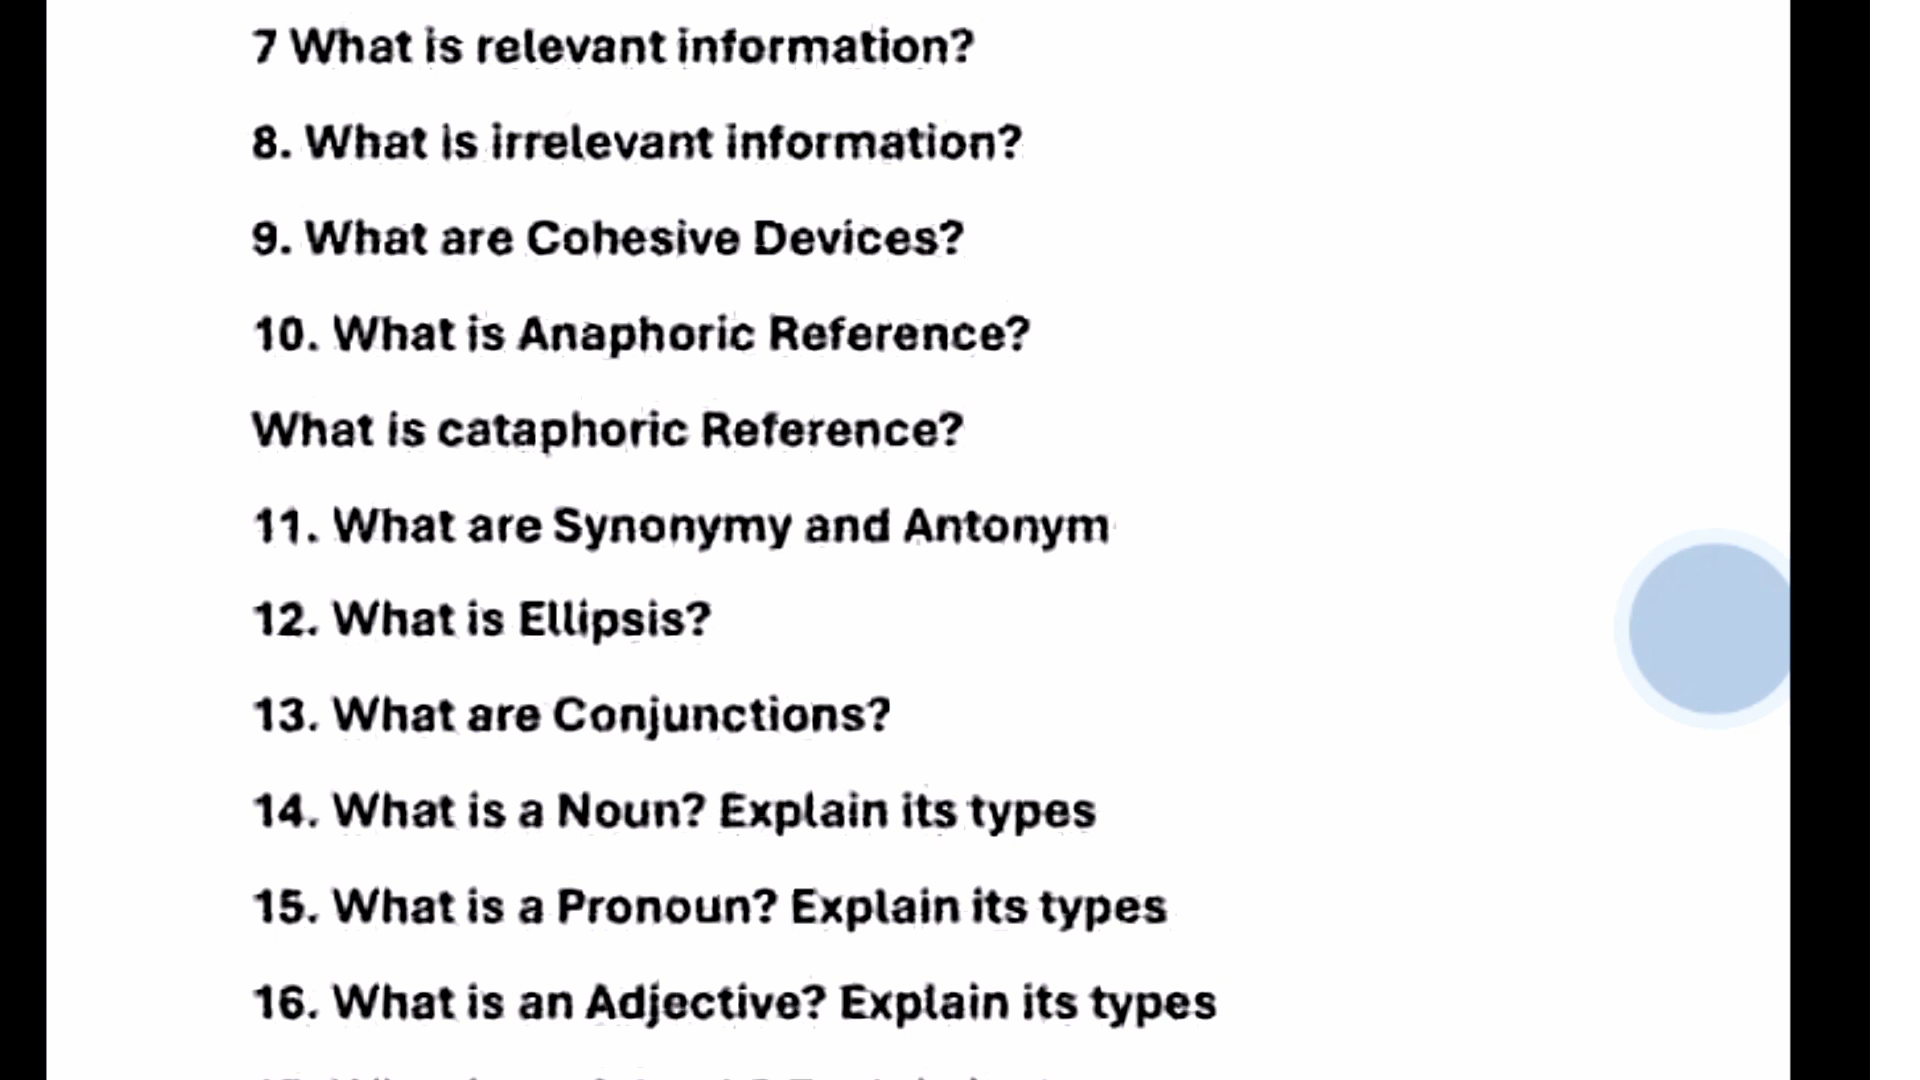 7 What is relevant information?
8. What is irrelevant information?
9. What are Cohesive Devices?
10. What is Anaphoric Reference?
What is cataphoric Reference?
11. What are Synonymy and Antonym
12. What is Ellipsis?
13. What are Conjunctions?
14. What is a Noun? Explain its types
15. What is a Pronoun? Explain its types
16. What is an Adjective? Explain its types